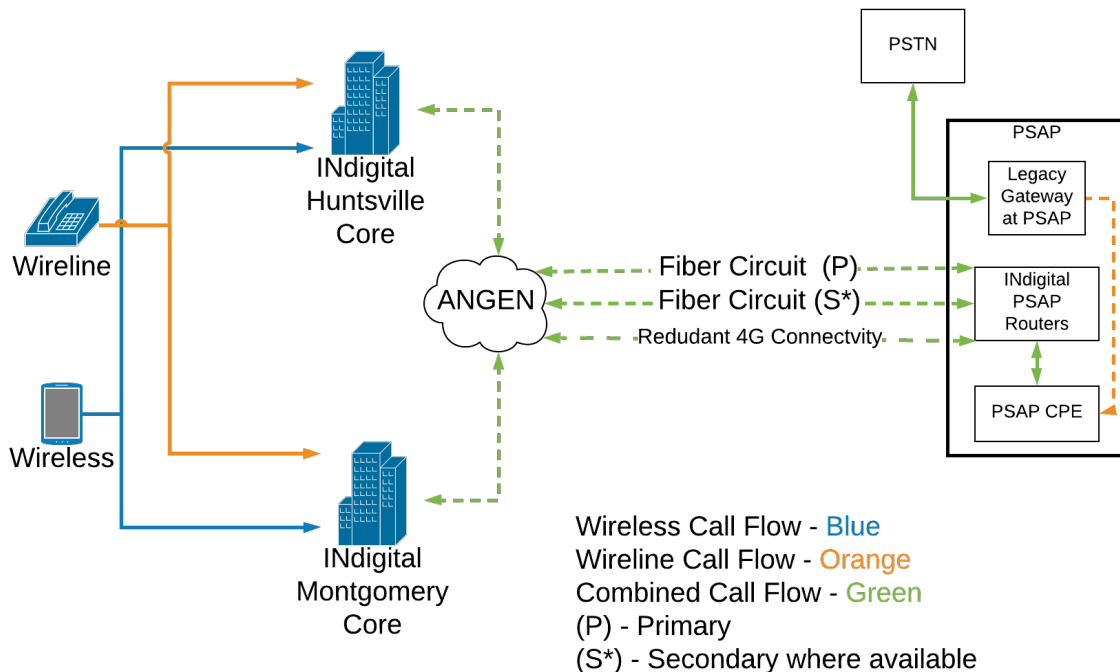 PSTN
PSAP
Legacy
Gateway
at PSAP
INdigital
Huntsville
Core
Wireline
ANGEN
Fiber Circuit  (P)
Fiber Circuit (S*)
Redudant 4G Connectvity
INdigital
PSAP
Routers
PSAP CPE
Wireless
INdigital
Montgomery
Core
Wireless Call Flow - Blue
Wireline Call Flow - Orange
Combined Call Flow - Green
(P) - Primary
(S*) - Secondary where available